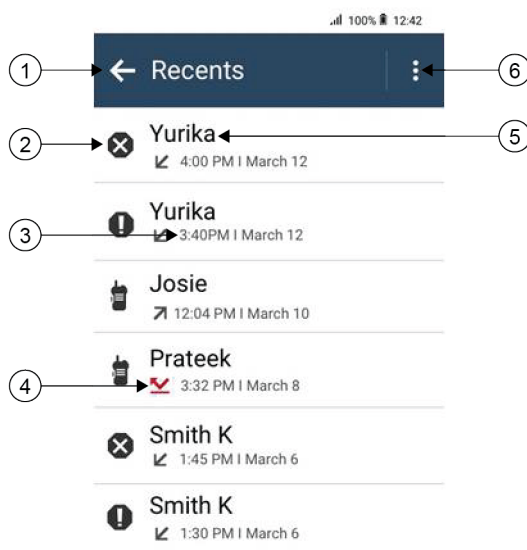 100% 12:42
1 Recents 6
2 Yurika 5
4:00 PM I March 12
Yurika
3 3:40PM I March 12
Josie
12:04 PM I March 10
Prateek
4 3:32 PM I March 8
Smith K
1:45 PM I March 6
Smith K
1:30 PM I March 6